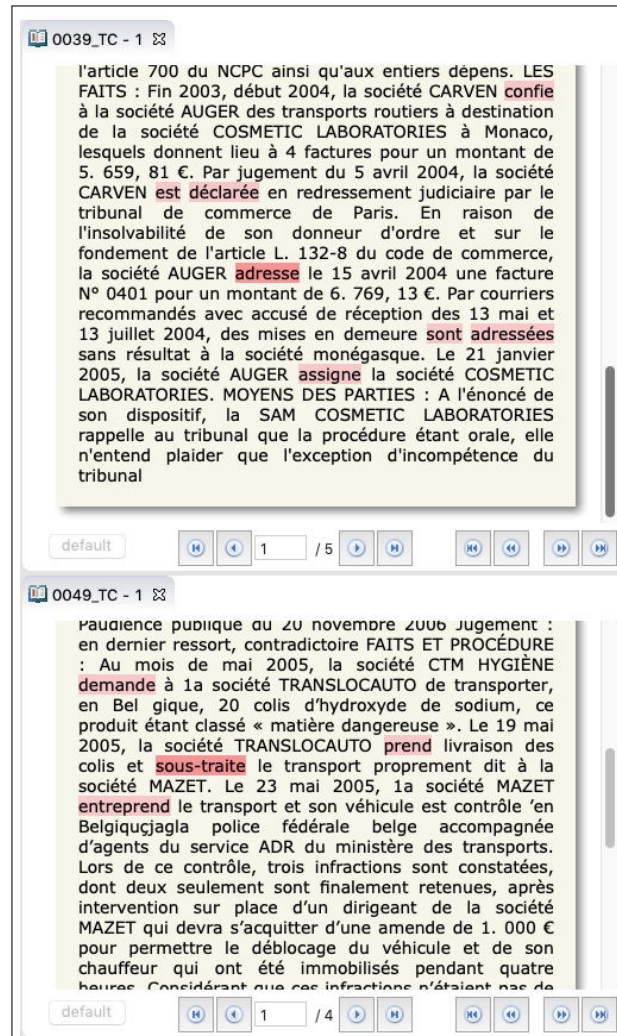 0039_TC - 1
l'article 700 du NCPC ainsi qu'aux entiers dépens. LES
FAITS : Fin 2003, début 2004, la société CARVEN confie
à la société AUGER des transports routiers à destination
de la société COSMETIC LABORATORIES à Monaco,
lesquels donnent lieu à 4 factures pour un montant de
5. 659, 81 €. Par jugement du 5 avril 2004, la société
CARVEN est déclarée en redressement judiciaire par le
tribunal de commerce de Paris. En raison de
l'insolvabilité de son donneur d'ordre et sur le
fondement de l'article L. 132-8 du code de commerce,
la société AUGER adresse le 15 avril 2004 une facture
N° 0401 pour un montant de 6. 769, 13 €. Par courriers
recommandés avec accusé de réception des 13 mai et
13 juillet 2004, des mises en demeure sont adressées
sans résultat à la société monégasque. Le 21 janvier
2005, la société AUGER assigne la société COSMETIC
LABORATORIES. MOYENS DES PARTIES : A l'énoncé de
son dispositif, la SAM COSMETIC LABORATORIES
rappelle au tribunal que la procédure étant orale, elle
n'entend plaider que l'exception d'incompétence du
tribunal
default 1 / 5
0049_TC - 1
Paudience publique du 20 novembre 2006 Jugement :
en dernier ressort, contradictoire FAITS ET PROCÉDURE
: Au mois de mai 2005, la société CTM HYGIÈNE
demande à 1a société TRANSLOCAUTO de transporter,
en Bel gique, 20 colis d'hydroxyde de sodium, ce
produit étant classé « matière dangereuse ». Le 19 mai
2005, la société TRANSLOCAUTO prend livraison des
colis et sous-traite le transport proprement dit à la
société MAZET. Le 23 mai 2005, 1a société MAZET
entreprend le transport et son véhicule est contrôle 'en
Belgiquçjagla police fédérale belge accompagnée
d'agents du service ADR du ministère des transports.
Lors de ce contrôle, trois infractions sont constatées,
dont deux seulement sont finalement retenues, après
intervention sur place d'un dirigeant de la société
MAZET qui devra s'acquitter d'une amende de 1. 000 €
pour permettre le déblocage du véhicule et de son
chauffeur qui ont été immobilisés pendant quatre
heures. Considérant que ces infractions n'étaient pas de
default 1 / 4